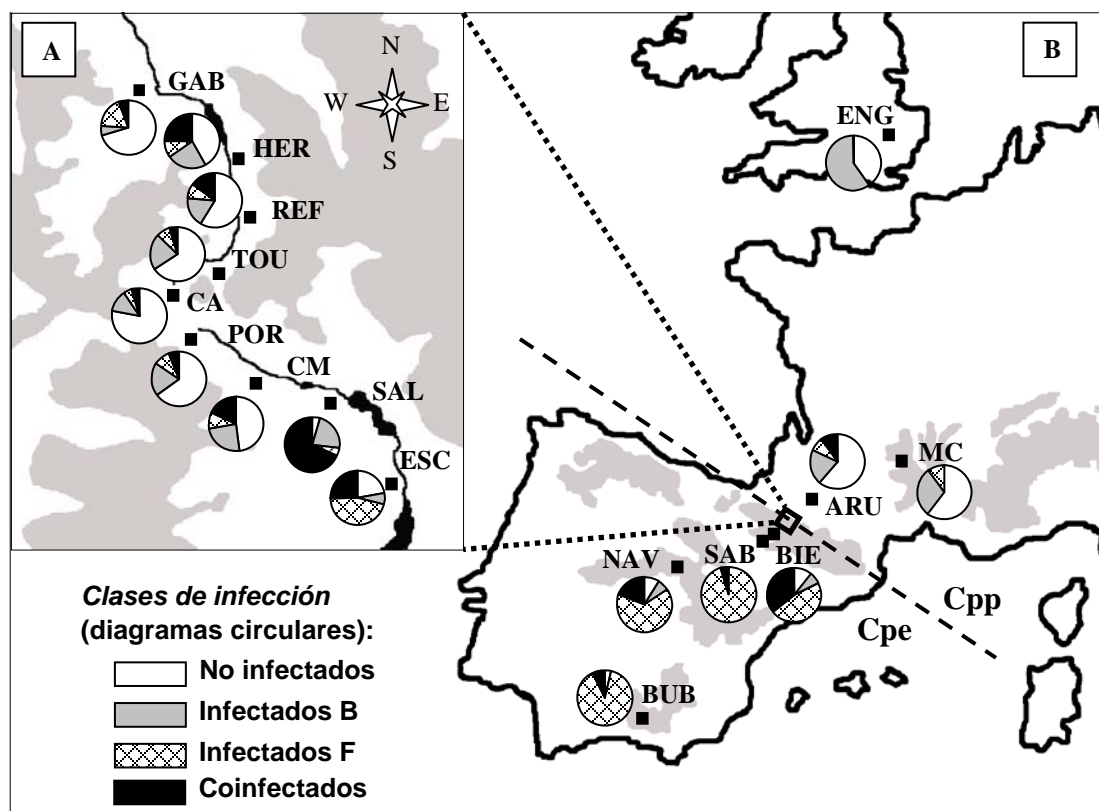 A
N
W E
S
GAB
HER
REF
TOU
CA
POR
CM
SAL
ESC
B
ENG
MC
ARU
NAV
SAB
BIE
BUB
Cpp
Cpe
Clases de infección
(diagramas circulares):
No infectados
Infectados B
Infectados F
Coinfectados